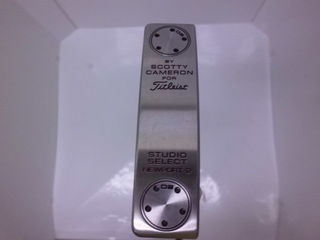 BY
SCOTTY
CAMERON
FOR
Titleist
STUDIO
SELECT
NEWPORT 2